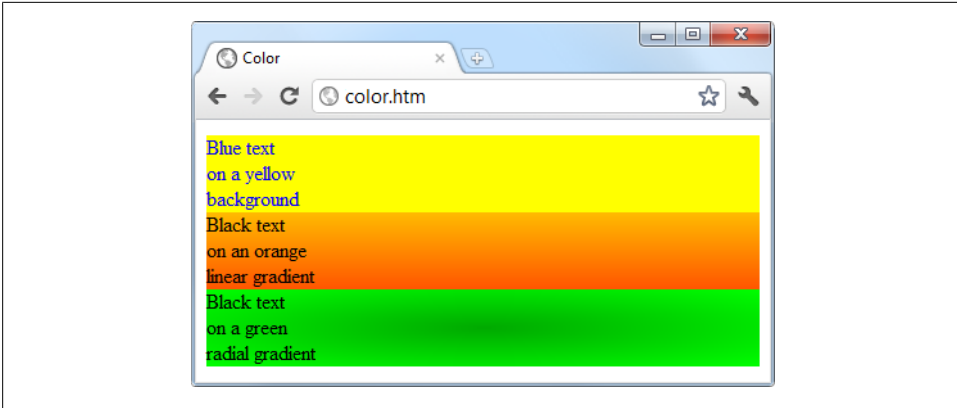 Color
color.htm
Blue text
on a yellow
background
Black text
on an orange
linear gradient
Black text
on a green
radial gradient